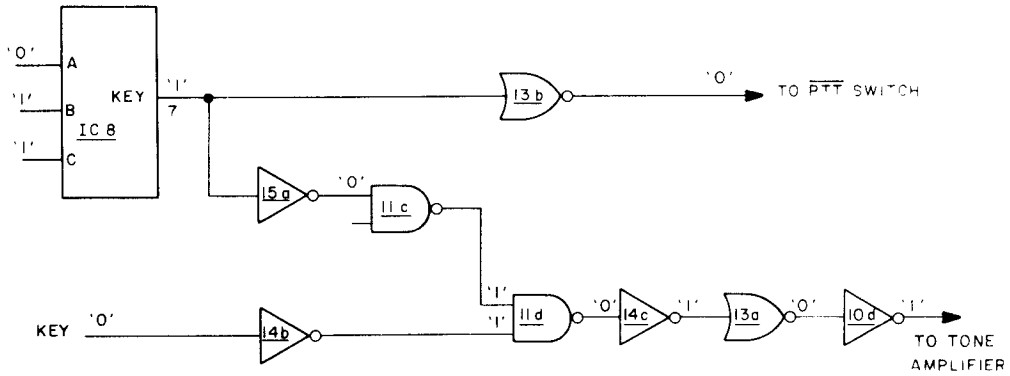 '0' A
'1' B
'1' C
KEY
IC 8
'1'
7
13b
'0'
TO PTT SWITCH
15a
'0'
11c
'1'
'1'
KEY '0'
14b
11d
'0'
14c
'1'
13a
'0'
10d
'1'
TO TONE
AMPLIFIER